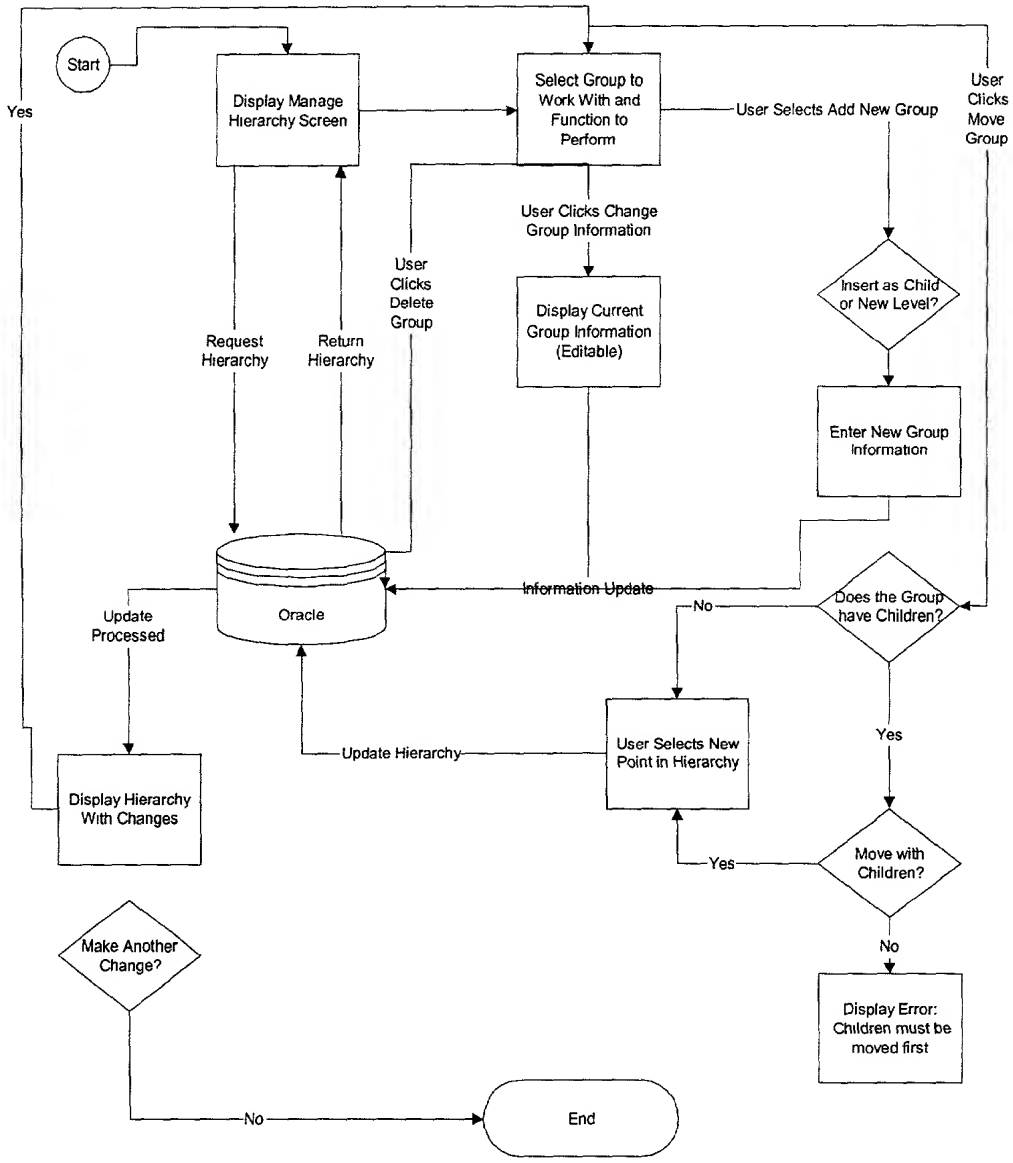 Start
Yes
Display Manage
Hierarchy Screen
Select Group to
Work With and
Function to
Perform
User Selects Add New Group
User
Clicks
Move
Group
User Clicks Change
Group Information
User
Clicks
Delete
Group
Insert as Child
or New Level?
Display Current
Group Information
(Editable)
Request
Hierarchy
Return
Hierarchy
Enter New Group
Information
Information Update
Oracle
Does the Group
have Children?
No
Update
Processed
Yes
User Selects New
Point in Hierarchy
Update Hierarchy
Display Hierarchy
With Changes
Move with
Children?
Yes
No
Make Another
Change?
Display Error:
Children must be
moved first
No
End